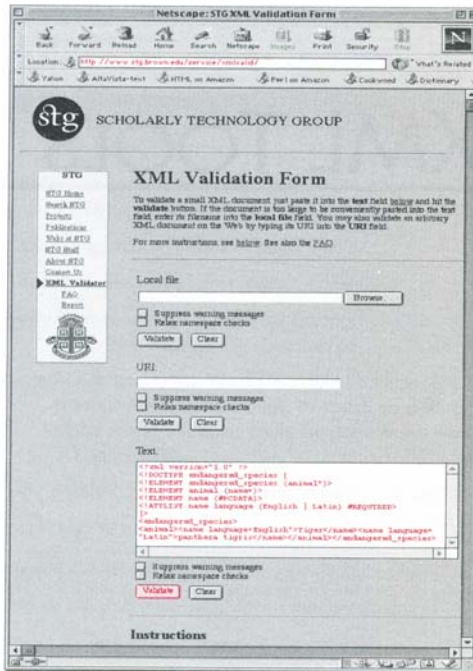 Netscape: STG XML Validation Form
Back Forward Reload Home Search Netscape Images Print Security Stop
Location: http://www.stg.brown.edu/service/xmlvalid/ What's Related
Yahoo AltaVista-text HTML on Amazon Perl on Amazon Cookwood Dictionary
stg SCHOLARLY TECHNOLOGY GROUP
STG
STG Home
Search STG
Projects
Publications
Webs at STG
STG Staff
About STG
Contact Us
XML Validator
FAQ
Report
XML Validation Form
To validate a small XML document just paste it into the text field below and hit the
validate button. If the document is too large to be conveniently pasted into the text
field, enter its filename into the local file field. You may also validate an arbitrary
XML document on the Web by typing its URI into the URI field.
For more instructions, see below. See also the FAQ.
Local file
Browse...
Suppress warning messages
Relax namespace checks
Validate Clear
URI:
Suppress warning messages
Relax namespace checks
Validate Clear
Text:
<?xml version="1.0" ?>
<!DOCTYPE endangered_species [
<!ELEMENT endangered_species (animal*)>
<!ELEMENT animal (name+)>
<!ELEMENT name (#PCDATA)>
<!ATTLIST name language (English | Latin) #REQUIRED>
]>
<endangered_species>
<animal><name language="English">Tiger</name><name language=
"Latin">panthera tigris</name></animal></endangered_species>
Suppress warning messages
Relax namespace checks
Validate Clear
Instructions